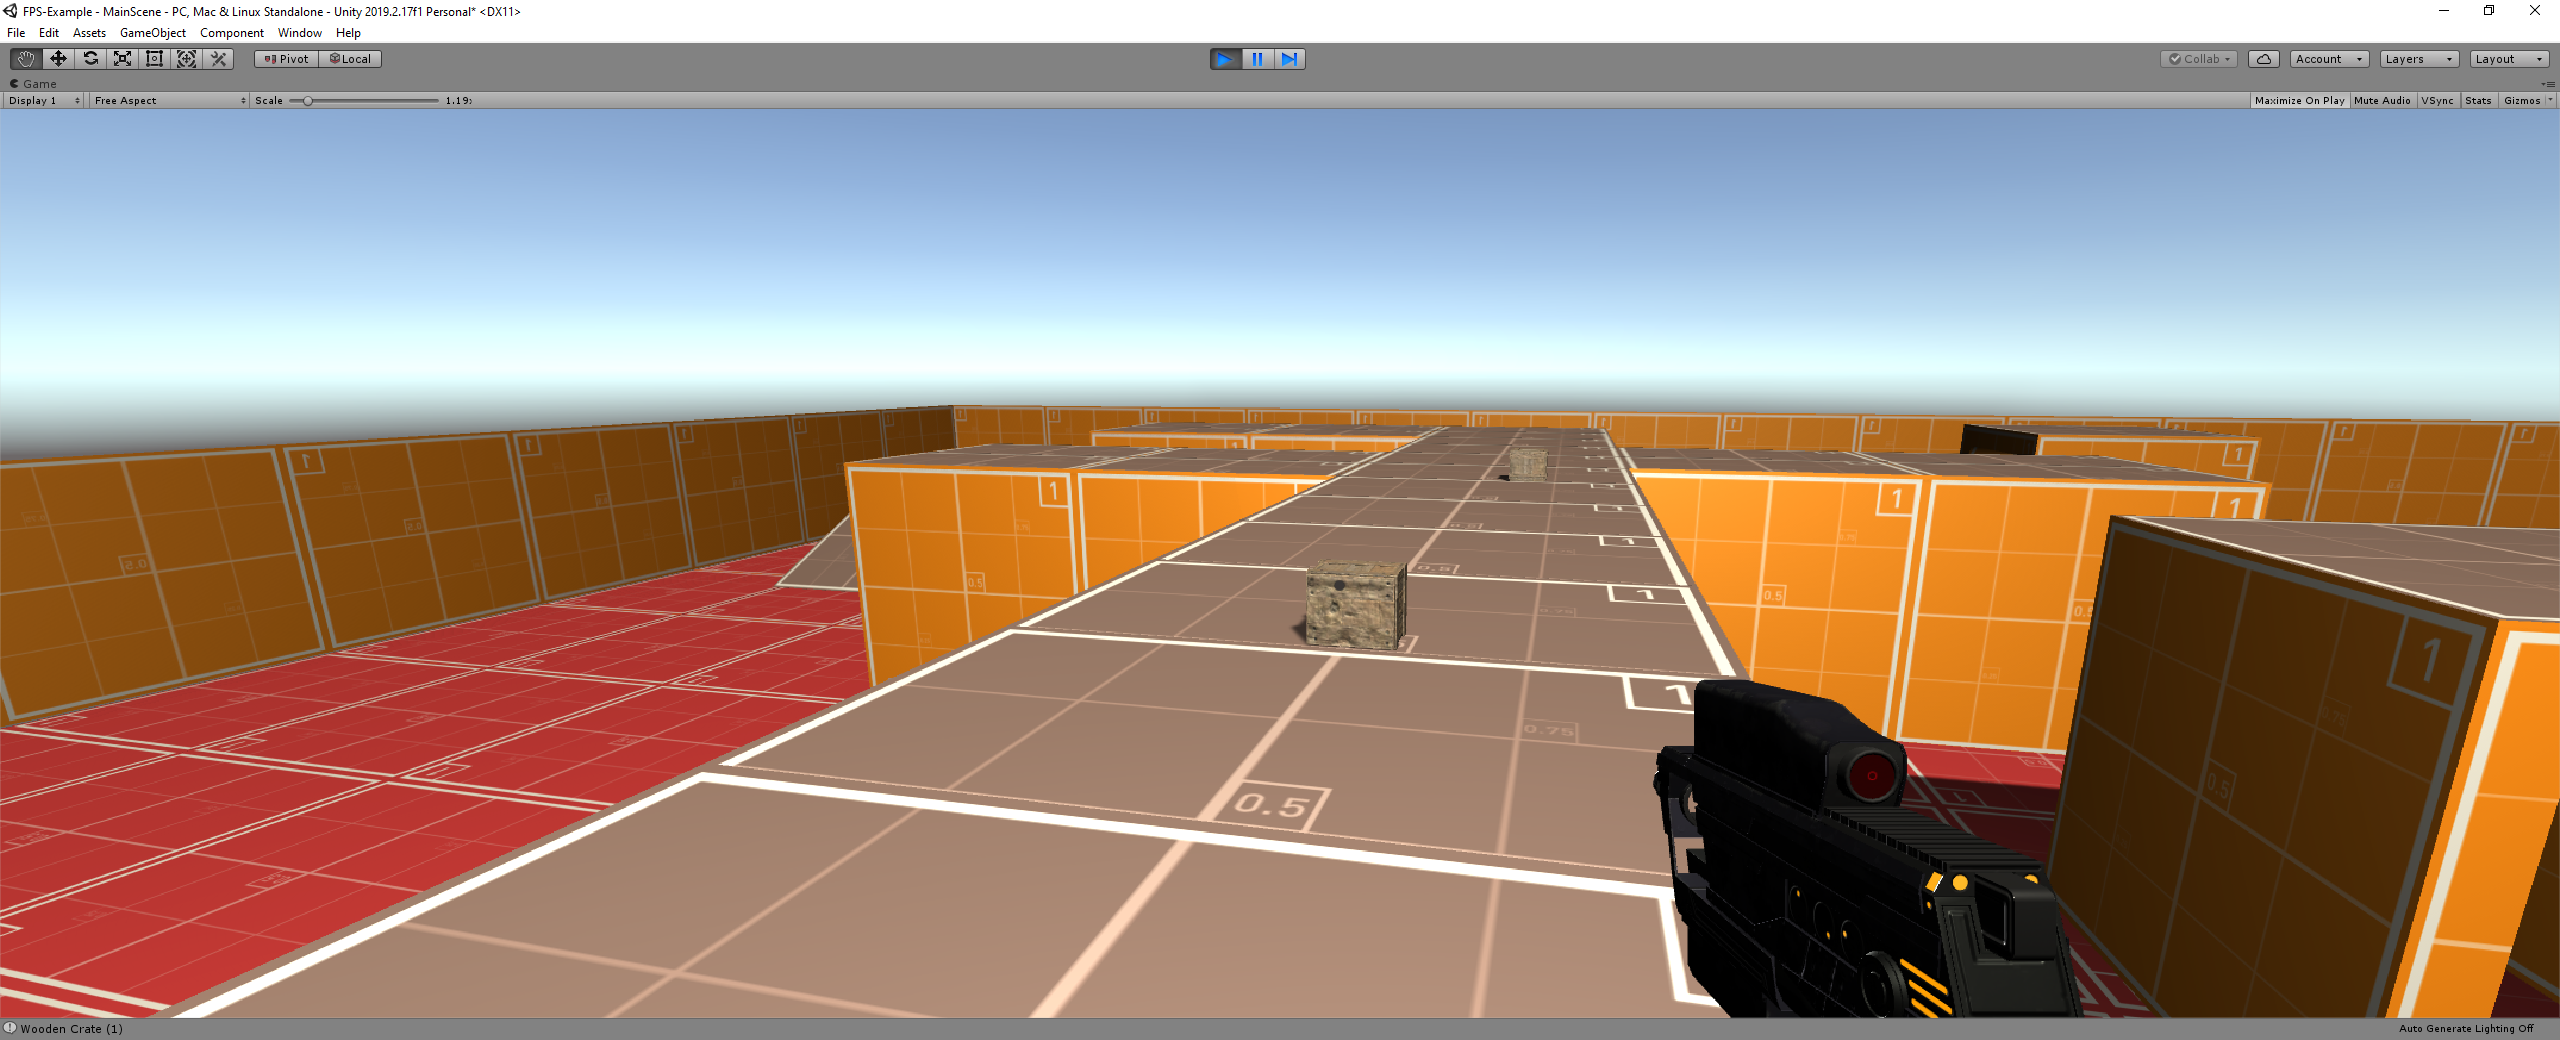 FPS-Example - MainScene - PC, Mac & Linux Standalone - Unity 2019.2.17f1 Personal* <DX11>
File Edit Assets GameObject Component Window Help
Pivot Local Collab Account Layers Layout
Game
Display 1 Free Aspect Scale 1.19x Maximize On Play Mute Audio VSync Stats Gizmos
1
1
1
1
0.5
0.5
0.5
1
1
1
0.75
0.5
0.5
Wooden Crate (1) Auto Generate Lighting Off